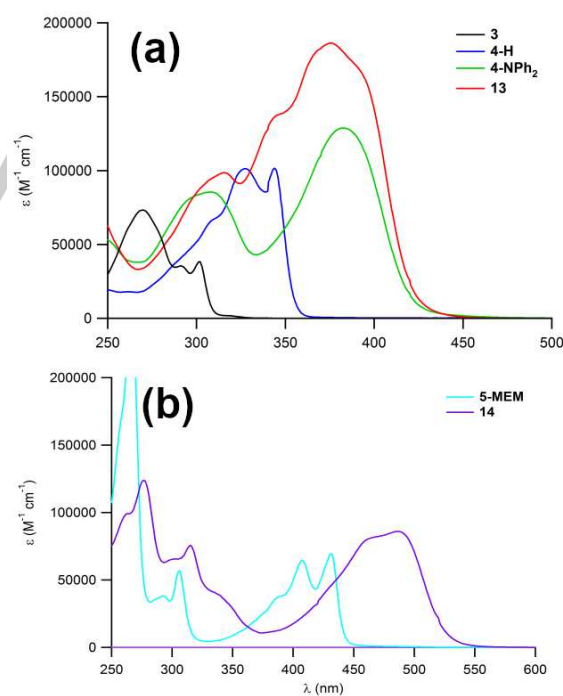 200000
(a)
3
4-H
4-NPh₂
13
150000
100000
50000
0
ε (M⁻¹ cm⁻¹)
250 300 350 400 450 500
200000
(b)
5-MEM
14
150000
100000
50000
0
ε (M⁻¹ cm⁻¹)
250 300 350 400 450 500 550 600
λ (nm)